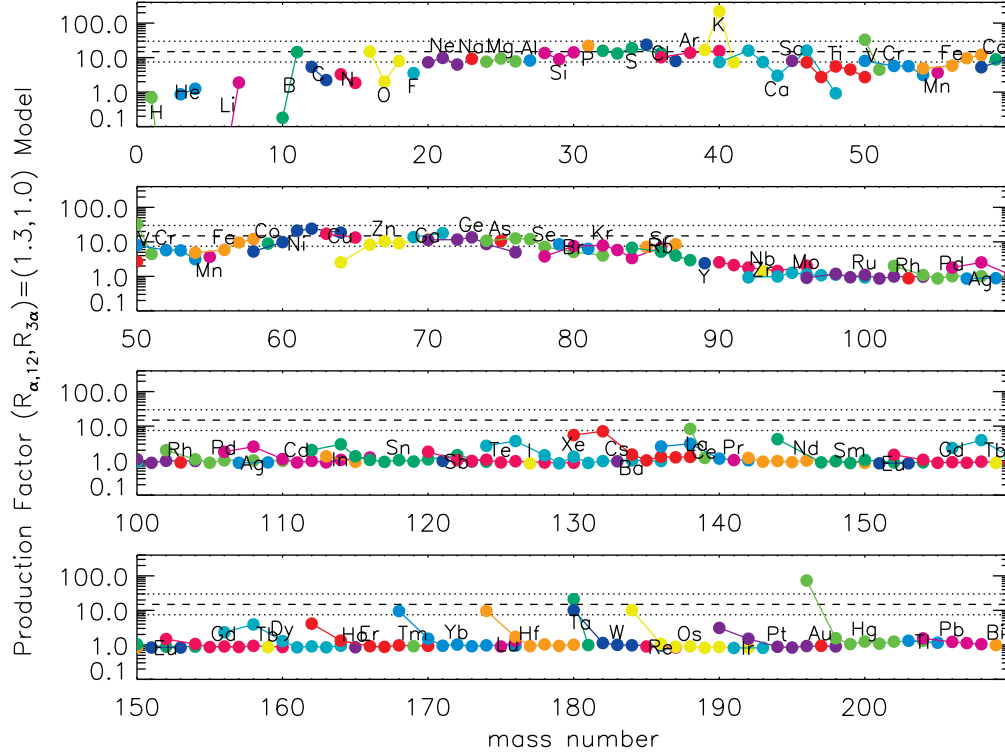 Production Factor (Rα,12,R3α)=(1.3,1.0) Model
100.0
10.0
1.0
0.1
H He Li B C N O F Ne Na Mg Al Si P S CL Ar K Ca Sc Ti V Cr Mn Fe Co
0 10 20 30 40 50
100.0
10.0
1.0
0.1
V Cr Mn Fe Co Ni Cu Zn Ga Ge As Se Br Kr Rb Sr Y Zr Nb Mo Ru Rh Pd Ag
50 60 70 80 90 100
100.0
10.0
1.0
0.1
Rh Pd Ag Cd In Sn Sb Te I Xe Cs Ba La Ce Pr Nd Sm Eu Gd Tb
100 110 120 130 140 150
100.0
10.0
1.0
0.1
Eu Gd Tb Dy Ho Er Tm Yb Lu Hf Ta W Re Os Ir Pt Au Hg Tl Pb Bi
150 160 170 180 190 200
mass number